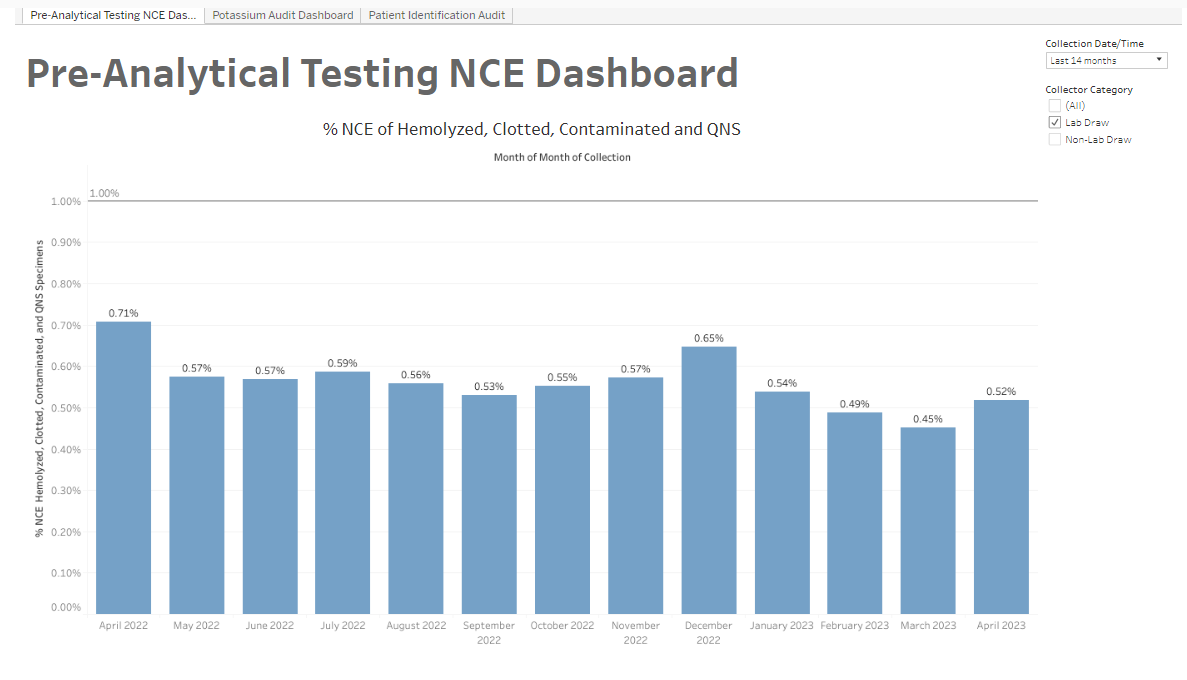 Pre-Analytical Testing NCE Das...
Potassium Audit Dashboard
Patient Identification Audit
Pre-Analytical Testing NCE Dashboard
Collection Date/Time
Last 14 months
Collector Category
(All)
Lab Draw
Non-Lab Draw
% NCE of Hemolyzed, Clotted, Contaminated and QNS
Month of Month of Collection
% NCE Hemolyzed, Clotted, Contaminated, and QNS Specimens
1.00%
1.00%
0.90%
0.80%
0.70%
0.60%
0.50%
0.40%
0.30%
0.20%
0.10%
0.00%
0.71%
0.57%
0.57%
0.59%
0.56%
0.53%
0.55%
0.57%
0.65%
0.54%
0.49%
0.45%
0.52%
April 2022
May 2022
June 2022
July 2022
August 2022
September
2022
October 2022
November
2022
December
2022
January 2023
February 2023
March 2023
April 2023